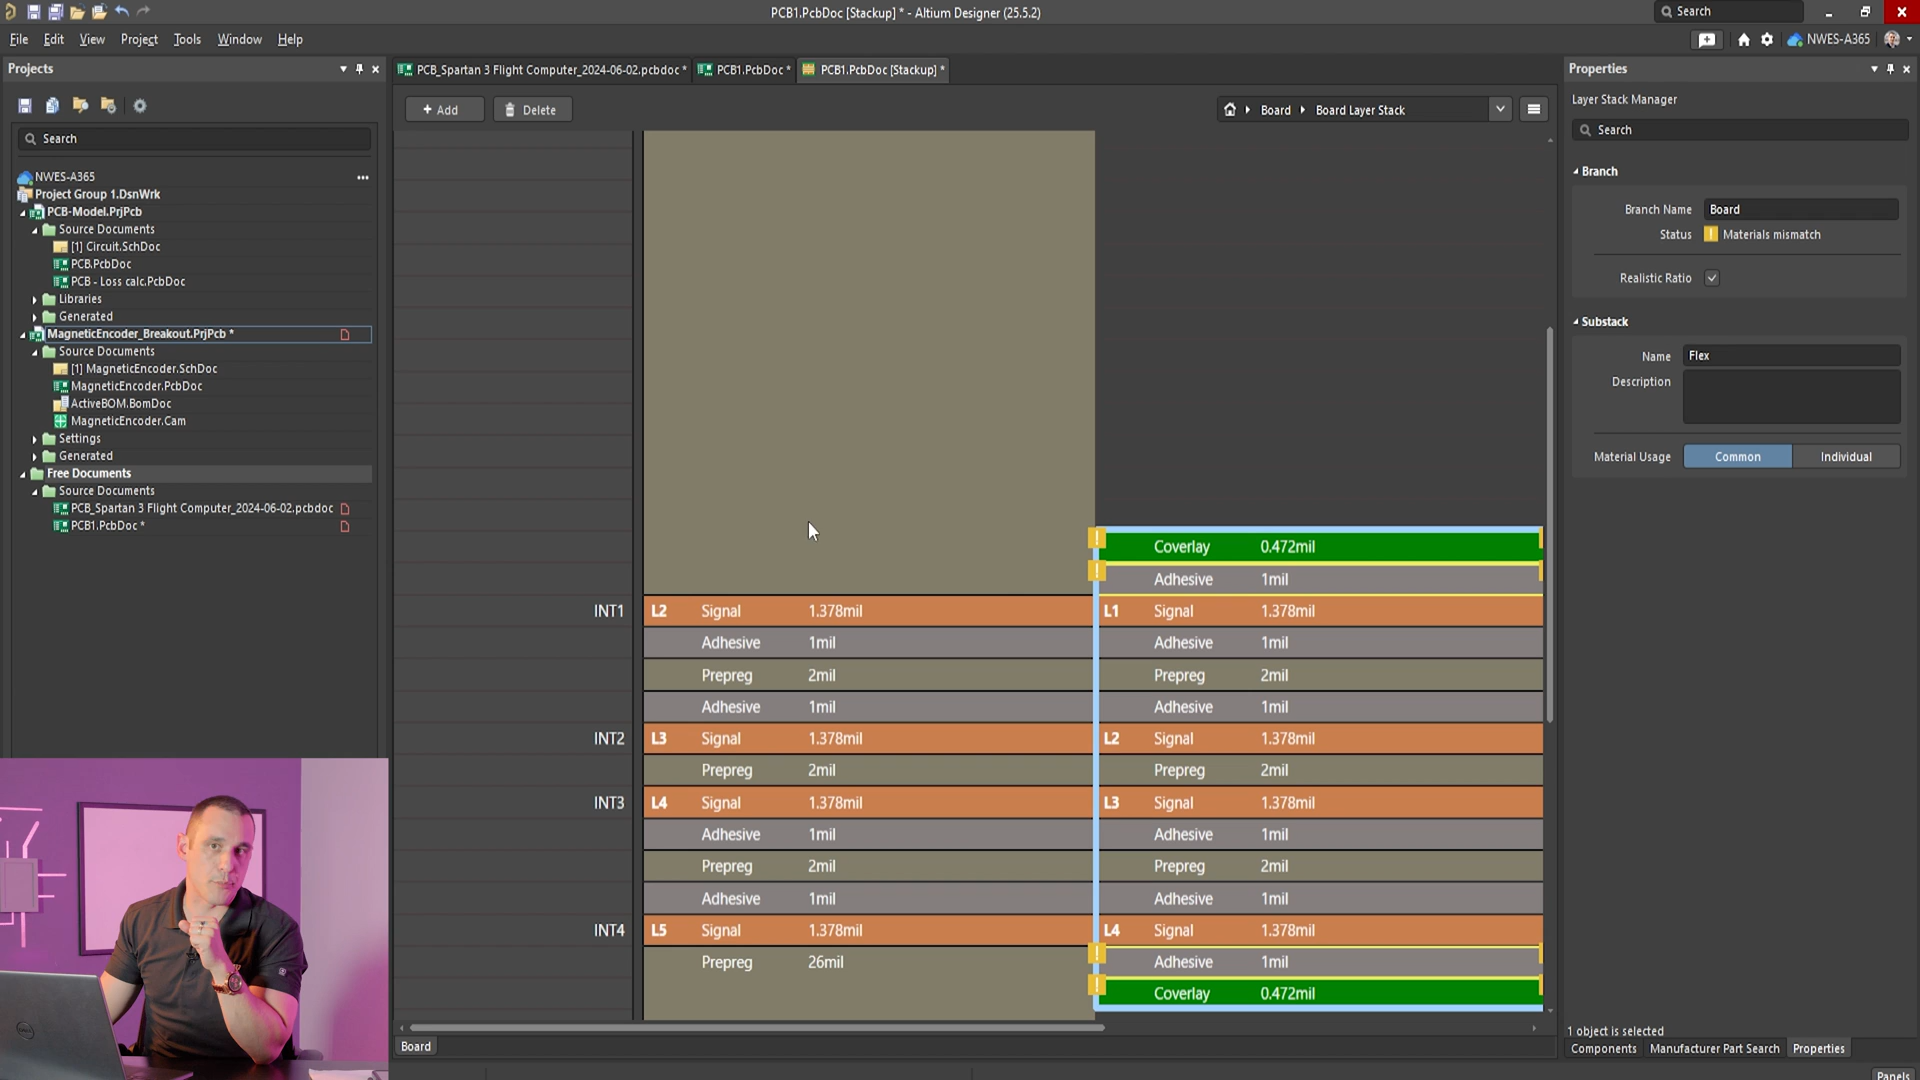 PCB1.PcbDoc [Stackup] * - Altium Designer (25.5.2)
Search
File Edit View Project Tools Window Help
NWES-A365
Projects
PCB_Spartan 3 Flight Computer_2024-06-02.pcbdoc *
PCB1.PcbDoc *
PCB1.PcbDoc [Stackup] *
Properties
+ Add
Delete
Board
Board Layer Stack
Layer Stack Manager
Search
Search
NWES-A365
Project Group 1.DsnWrk
PCB-Model.PrjPcb
Source Documents
[1] Circuit.SchDoc
PCB.PcbDoc
PCB - Loss calc.PcbDoc
Libraries
Generated
MagneticEncoder_Breakout.PrjPcb *
Source Documents
[1] MagneticEncoder.SchDoc
MagneticEncoder.PcbDoc
ActiveBOM.BomDoc
MagneticEncoder.Cam
Settings
Generated
Free Documents
Source Documents
PCB_Spartan 3 Flight Computer_2024-06-02.pcbdoc
PCB1.PcbDoc *
Coverlay 0.472mil
Adhesive 1mil
INT1 L2 Signal 1.378mil L1 Signal 1.378mil
Adhesive 1mil Adhesive 1mil
Prepreg 2mil Prepreg 2mil
Adhesive 1mil Adhesive 1mil
INT2 L3 Signal 1.378mil L2 Signal 1.378mil
Prepreg 2mil Prepreg 2mil
INT3 L4 Signal 1.378mil L3 Signal 1.378mil
Adhesive 1mil Adhesive 1mil
Prepreg 2mil Prepreg 2mil
Adhesive 1mil Adhesive 1mil
INT4 L5 Signal 1.378mil L4 Signal 1.378mil
Prepreg 26mil Adhesive 1mil
Coverlay 0.472mil
Board
Branch
Branch Name Board
Status Materials mismatch
Realistic Ratio
Substack
Name Flex
Description
Material Usage Common Individual
1 object is selected
Components Manufacturer Part Search Properties
Panels